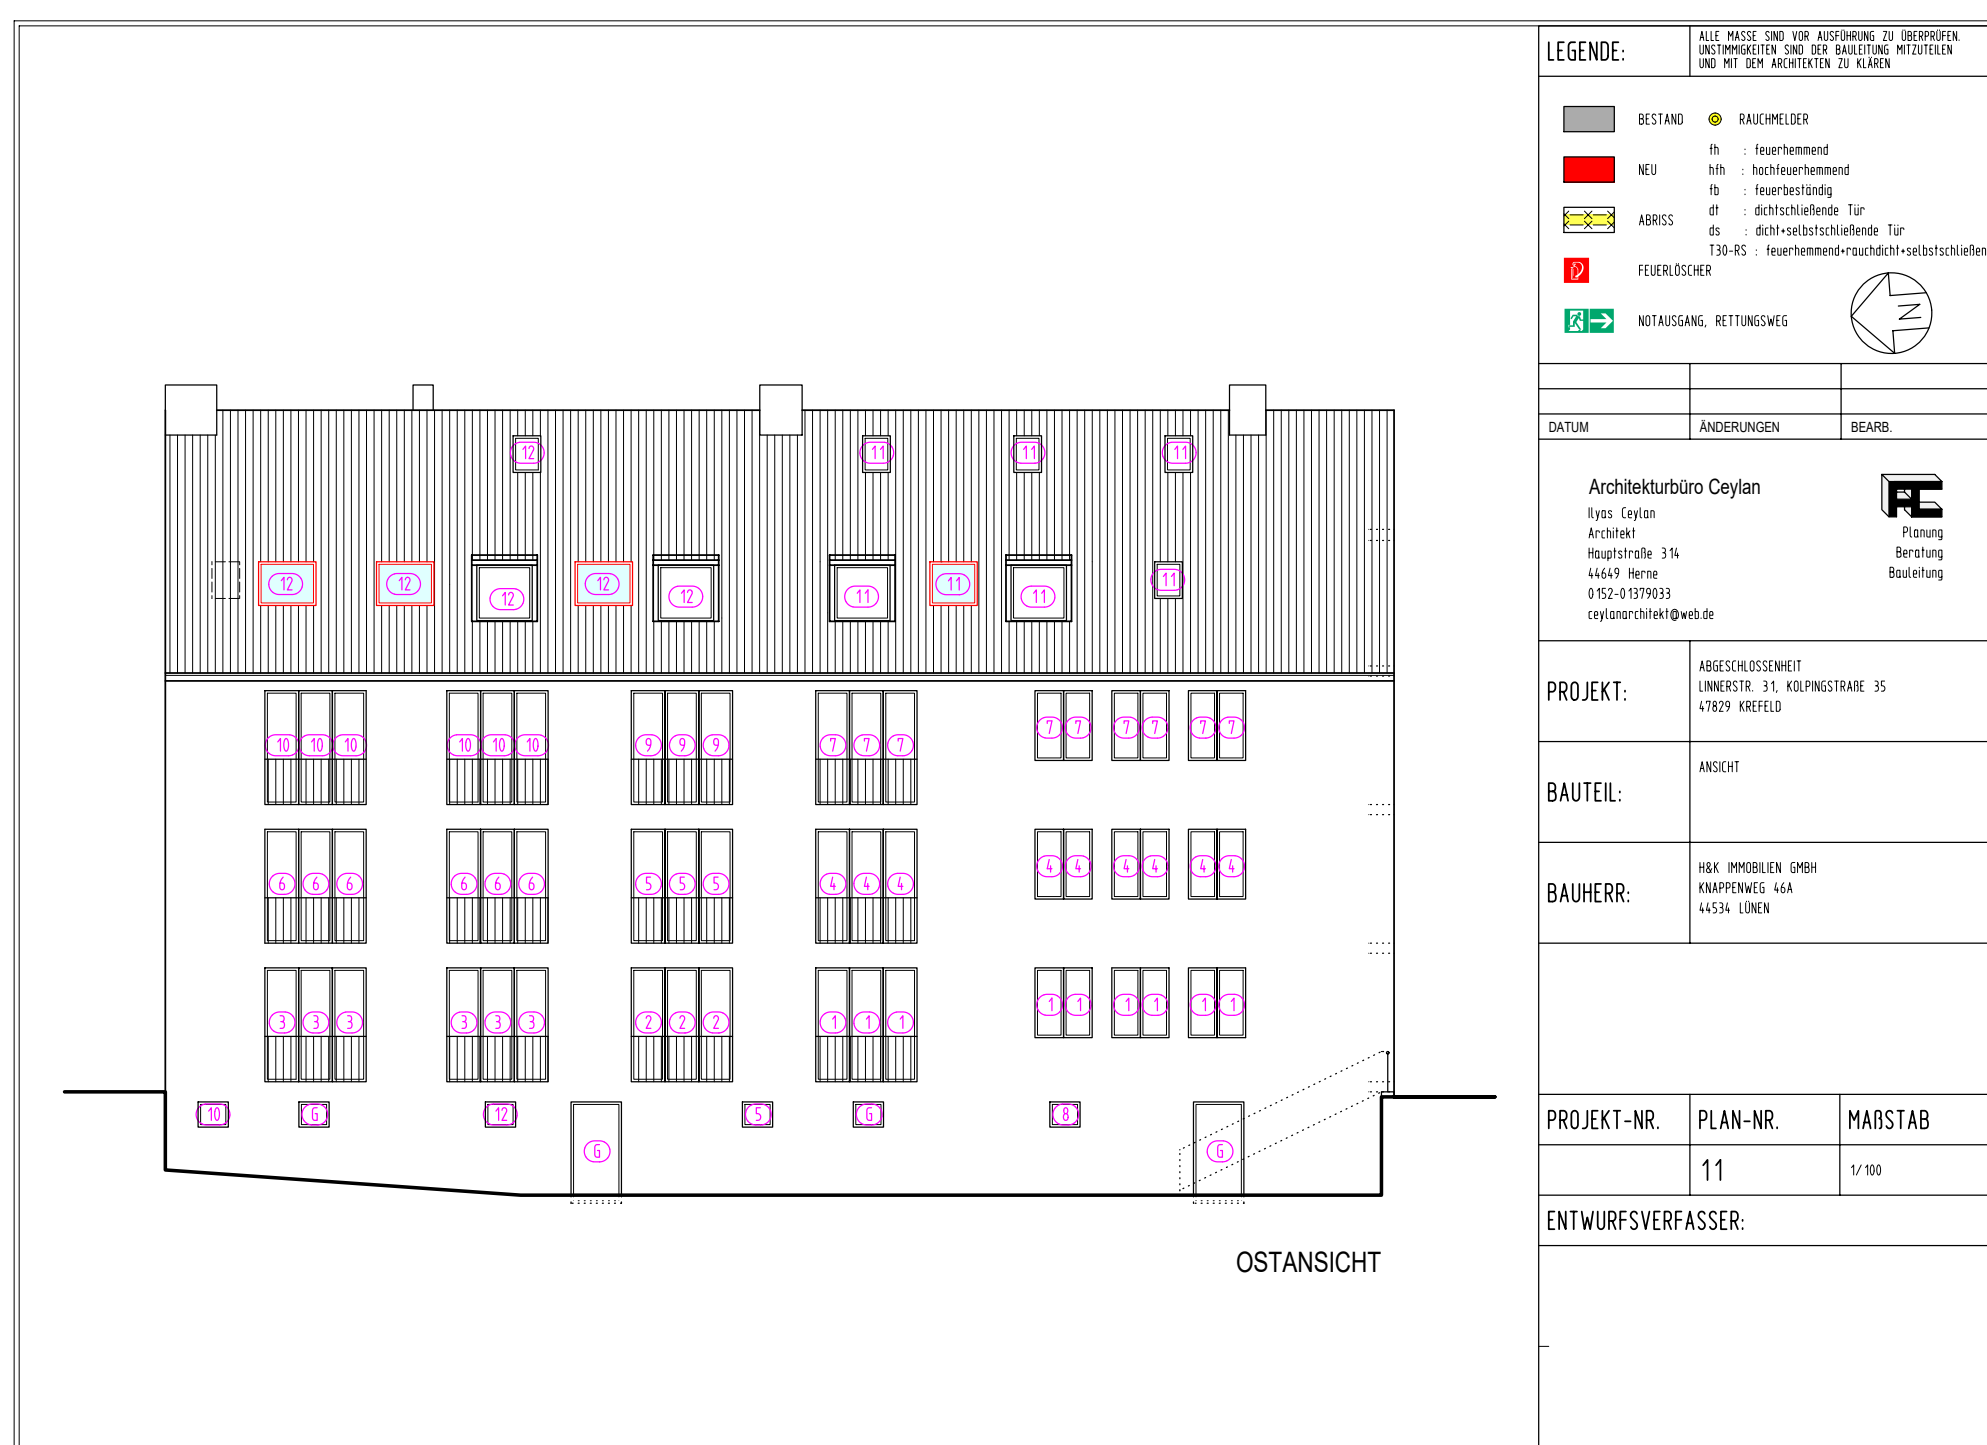 LEGENDE:
ALLE MASSE SIND VOR AUSFÜHRUNG ZU ÜBERPRÜFEN.
UNSTIMMIGKEITEN SIND DER BAULEITUNG MITZUTEILEN
UND MIT DEM ARCHITEKTEN ZU KLÄREN
BESTAND
RAUCHMELDER
NEU
fh : feuerhemmend
hfh : hochfeuerhemmend
fb : feuerbeständig
ABRISS
dt : dichtschließende Tür
ds : dicht+selbstschließende Tür
T30-RS : feuerhemmend+rauchdicht+selbstschließen
FEUERLÖSCHER
NOTAUSGANG, RETTUNGSWEG
N
DATUM ÄNDERUNGEN BEARB.
Architekturbüro Ceylan
Ilyas Ceylan
Architekt
Hauptstraße 314
44649 Herne
0152-01379033
ceylanarchitekt@web.de
AC
Planung
Beratung
Bauleitung
PROJEKT:
ABGESCHLOSSENHEIT
LINNERSTR. 31, KOLPINGSTRAßE 35
47829 KREFELD
BAUTEIL:
ANSICHT
BAUHERR:
H&K IMMOBILIEN GMBH
KNAPPENWEG 46A
44534 LÜNEN
PROJEKT-NR. PLAN-NR. MAßSTAB
11 1/100
ENTWURFSVERFASSER:
12 11 11 11
12 12 12 12 12 11 11 11 11
10 10 10 10 10 10 9 9 9 7 7 7 7 7 7 7 7 7
6 6 6 6 6 6 5 5 5 4 4 4 4 4 4 4 4 4
3 3 3 3 3 3 2 2 2 1 1 1 1 1 1 1 1 1
10 G 12 5 G 8
G G
OSTANSICHT